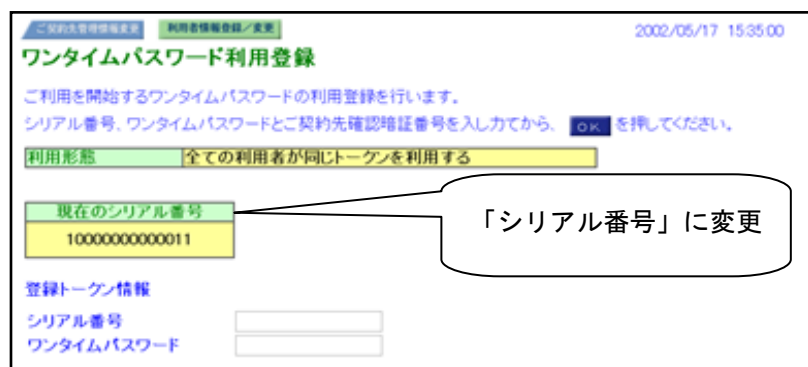 ご契約先管理情報変更 利用者情報登録/変更 2002/05/17 15:35:00
ワンタイムパスワード利用登録
ご利用を開始するワンタイムパスワードの利用登録を行います。
シリアル番号、ワンタイムパスワードとご契約先確認暗証番号を入力してから、 OK を押してください。
利用形態 全ての利用者が同じトークンを利用する
現在のシリアル番号
10000000000011
「シリアル番号」に変更
登録トークン情報
シリアル番号
ワンタイムパスワード